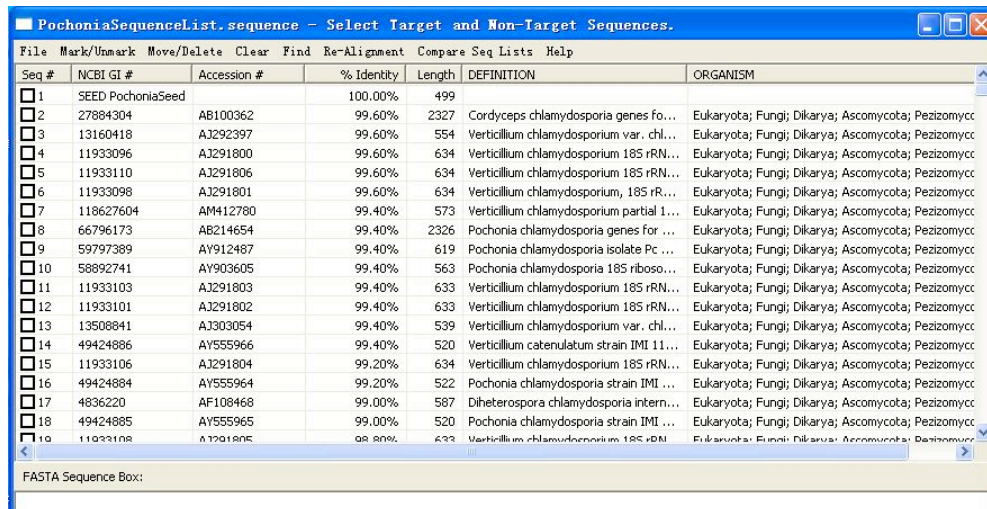 PochoniaSequenceList.sequence - Select Target and Non-Target Sequences.
File Mark/Unmark Move/Delete Clear Find Re-Alignment Compare Seq Lists Help
Seq # NCBI GI # Accession # % Identity Length DEFINITION ORGANISM
1 SEED PochoniaSeed 100.00% 499
2 27884304 AB100362 99.60% 2327 Cordyceps chlamydosporia genes fo... Eukaryota; Fungi; Dikarya; Ascomycota; Pezizomyco
3 13160418 AJ292397 99.60% 554 Verticillium chlamydosporium var. chl... Eukaryota; Fungi; Dikarya; Ascomycota; Pezizomyco
4 11933096 AJ291800 99.60% 634 Verticillium chlamydosporium 18S rRN... Eukaryota; Fungi; Dikarya; Ascomycota; Pezizomyco
5 11933110 AJ291806 99.60% 634 Verticillium chlamydosporium 18S rRN... Eukaryota; Fungi; Dikarya; Ascomycota; Pezizomyco
6 11933098 AJ291801 99.60% 634 Verticillium chlamydosporium, 18S rR... Eukaryota; Fungi; Dikarya; Ascomycota; Pezizomyco
7 118627604 AM412780 99.40% 573 Verticillium chlamydosporium partial 1... Eukaryota; Fungi; Dikarya; Ascomycota; Pezizomyco
8 66796173 AB214654 99.40% 2326 Pochonia chlamydosporia genes for ... Eukaryota; Fungi; Dikarya; Ascomycota; Pezizomyco
9 59797389 AY912487 99.40% 619 Pochonia chlamydosporia isolate Pc ... Eukaryota; Fungi; Dikarya; Ascomycota; Pezizomyco
10 58892741 AY903605 99.40% 563 Pochonia chlamydosporia 18S riboso... Eukaryota; Fungi; Dikarya; Ascomycota; Pezizomyco
11 11933103 AJ291803 99.40% 633 Verticillium chlamydosporium 18S rRN... Eukaryota; Fungi; Dikarya; Ascomycota; Pezizomyco
12 11933101 AJ291802 99.40% 633 Verticillium chlamydosporium 18S rRN... Eukaryota; Fungi; Dikarya; Ascomycota; Pezizomyco
13 13508841 AJ303054 99.40% 539 Verticillium chlamydosporium var. chl... Eukaryota; Fungi; Dikarya; Ascomycota; Pezizomyco
14 49424886 AY555966 99.40% 520 Verticillium catenulatum strain IMI 11... Eukaryota; Fungi; Dikarya; Ascomycota; Pezizomyco
15 11933106 AJ291804 99.20% 634 Verticillium chlamydosporium 18S rRN... Eukaryota; Fungi; Dikarya; Ascomycota; Pezizomyco
16 49424884 AY555964 99.20% 522 Pochonia chlamydosporia strain IMI ... Eukaryota; Fungi; Dikarya; Ascomycota; Pezizomyco
17 4836220 AF108468 99.00% 587 Diheterospora chlamydosporia intern... Eukaryota; Fungi; Dikarya; Ascomycota; Pezizomyco
18 49424885 AY555965 99.00% 520 Pochonia chlamydosporia strain IMI ... Eukaryota; Fungi; Dikarya; Ascomycota; Pezizomyco
19 11933108 AJ291805 98.80% 633 Verticillium chlamydosporium 18S rRN... Eukaryota; Fungi; Dikarya; Ascomycota; Pezizomyco
FASTA Sequence Box: